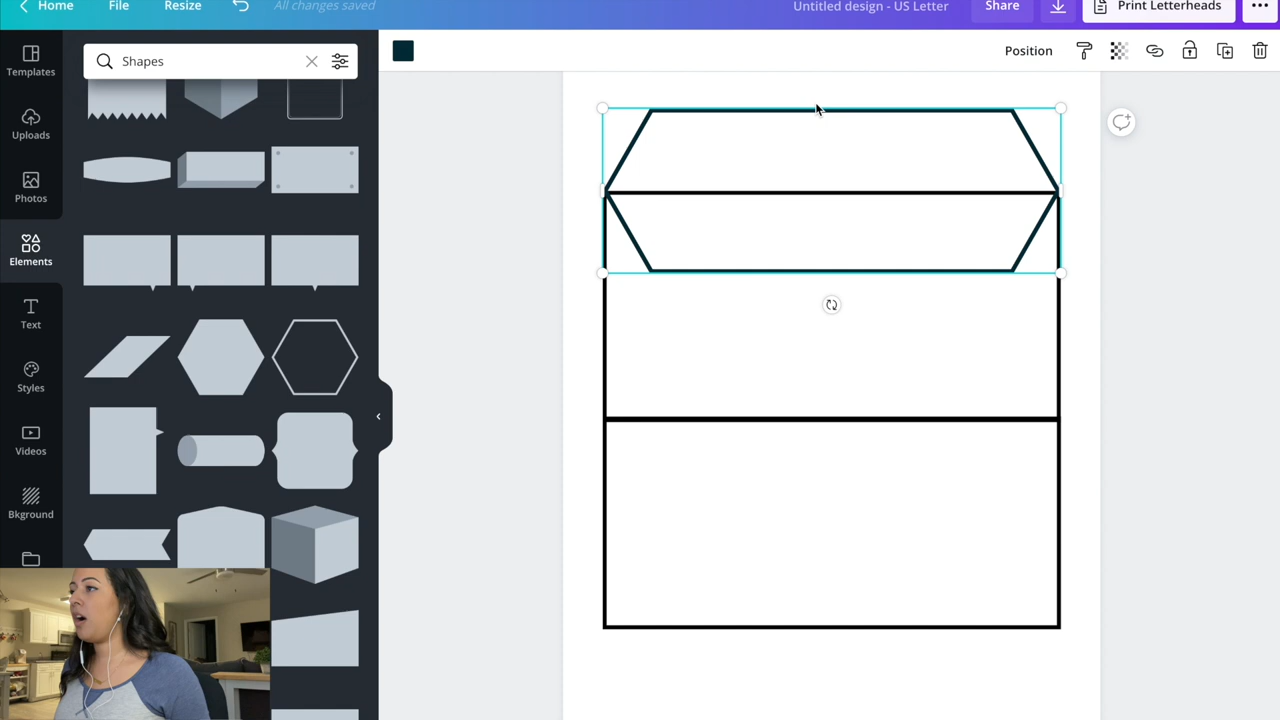 Home File Resize All changes saved Untitled design - US Letter Share Print Letterheads
Templates
Uploads
Photos
Elements
Text
Styles
Videos
Bkground
Shapes
Position